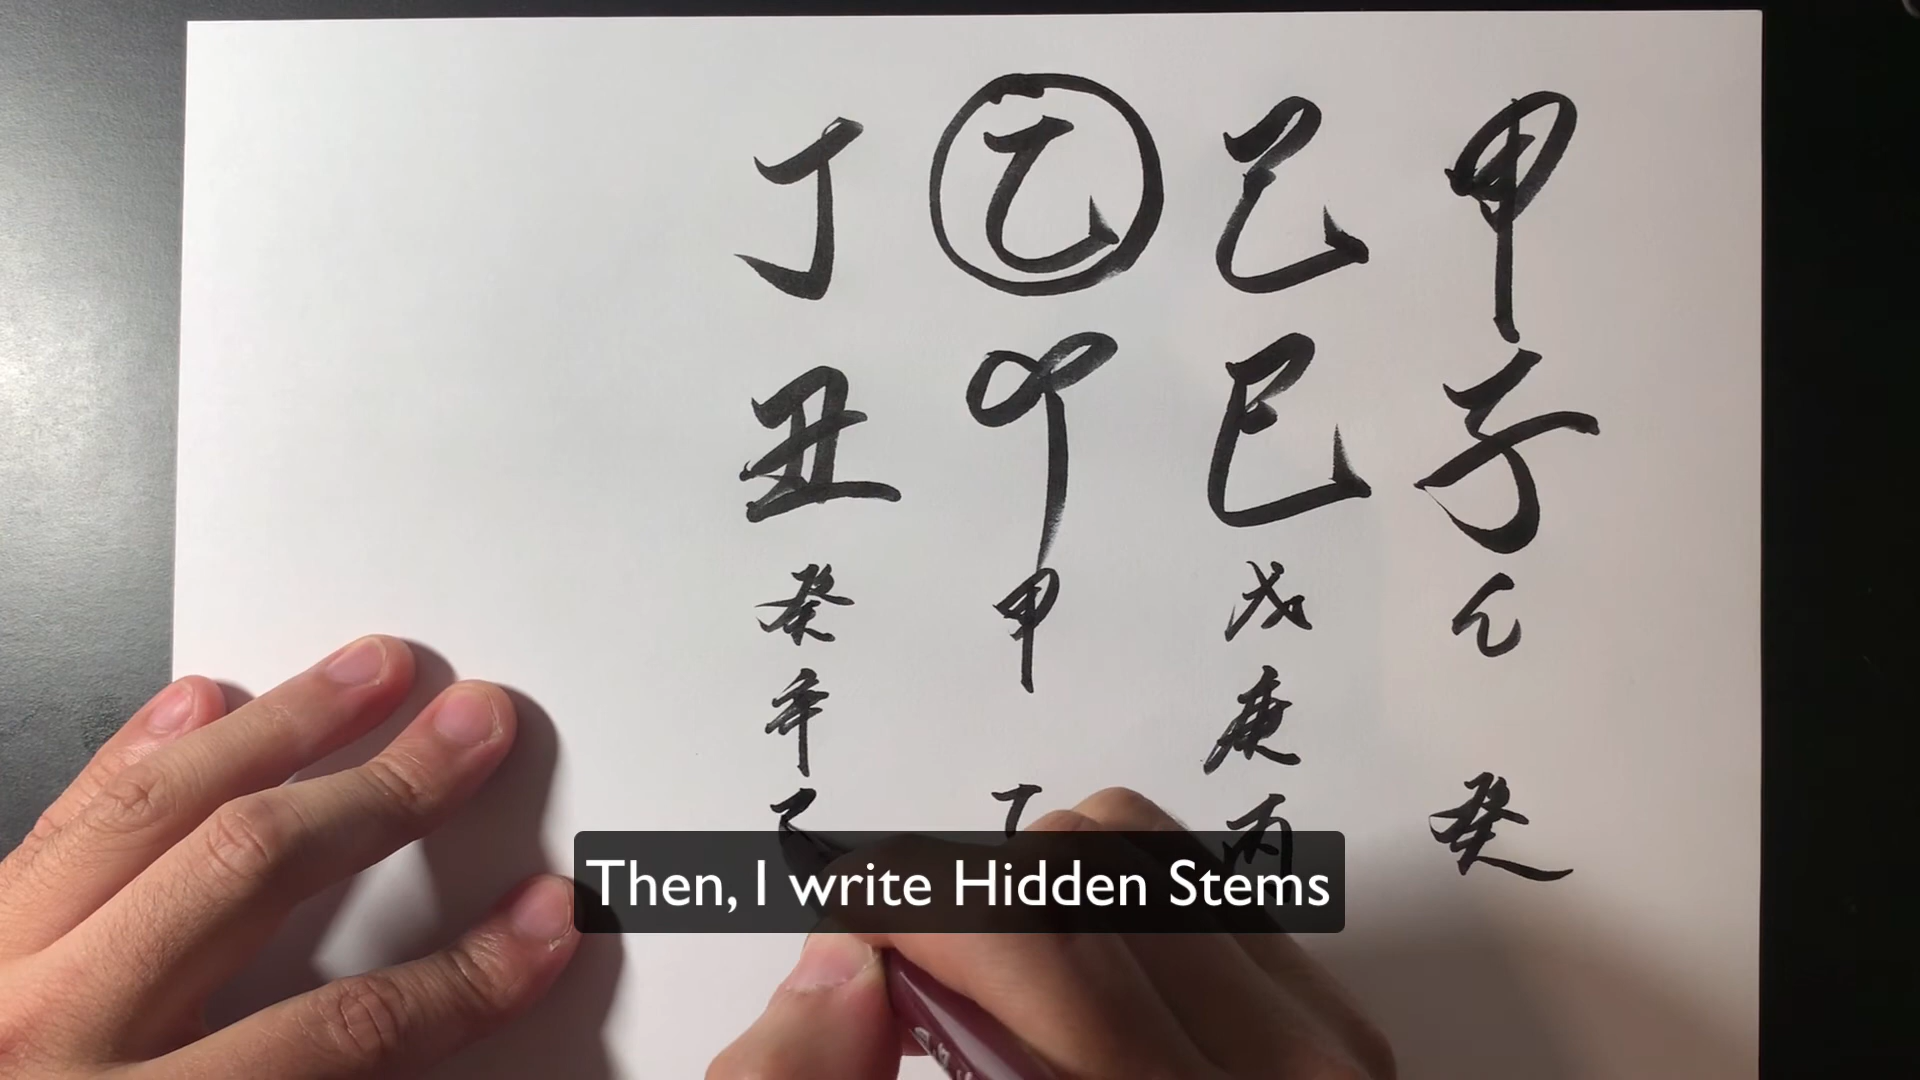 甲子壬癸
己巳戊庚丙
乙卯甲
丁丑癸辛
Then, I write Hidden Stems